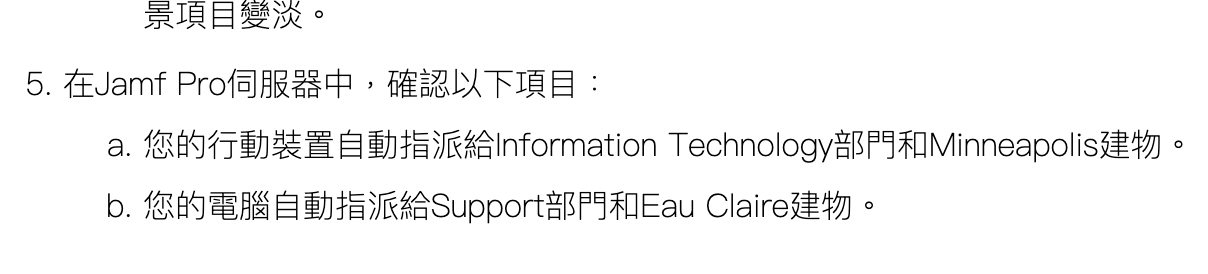 景項目變淡。
5. 在Jamf Pro伺服器中，確認以下項目：
a. 您的行動裝置自動指派給Information Technology部門和Minneapolis建物。
b. 您的電腦自動指派給Support部門和Eau Claire建物。